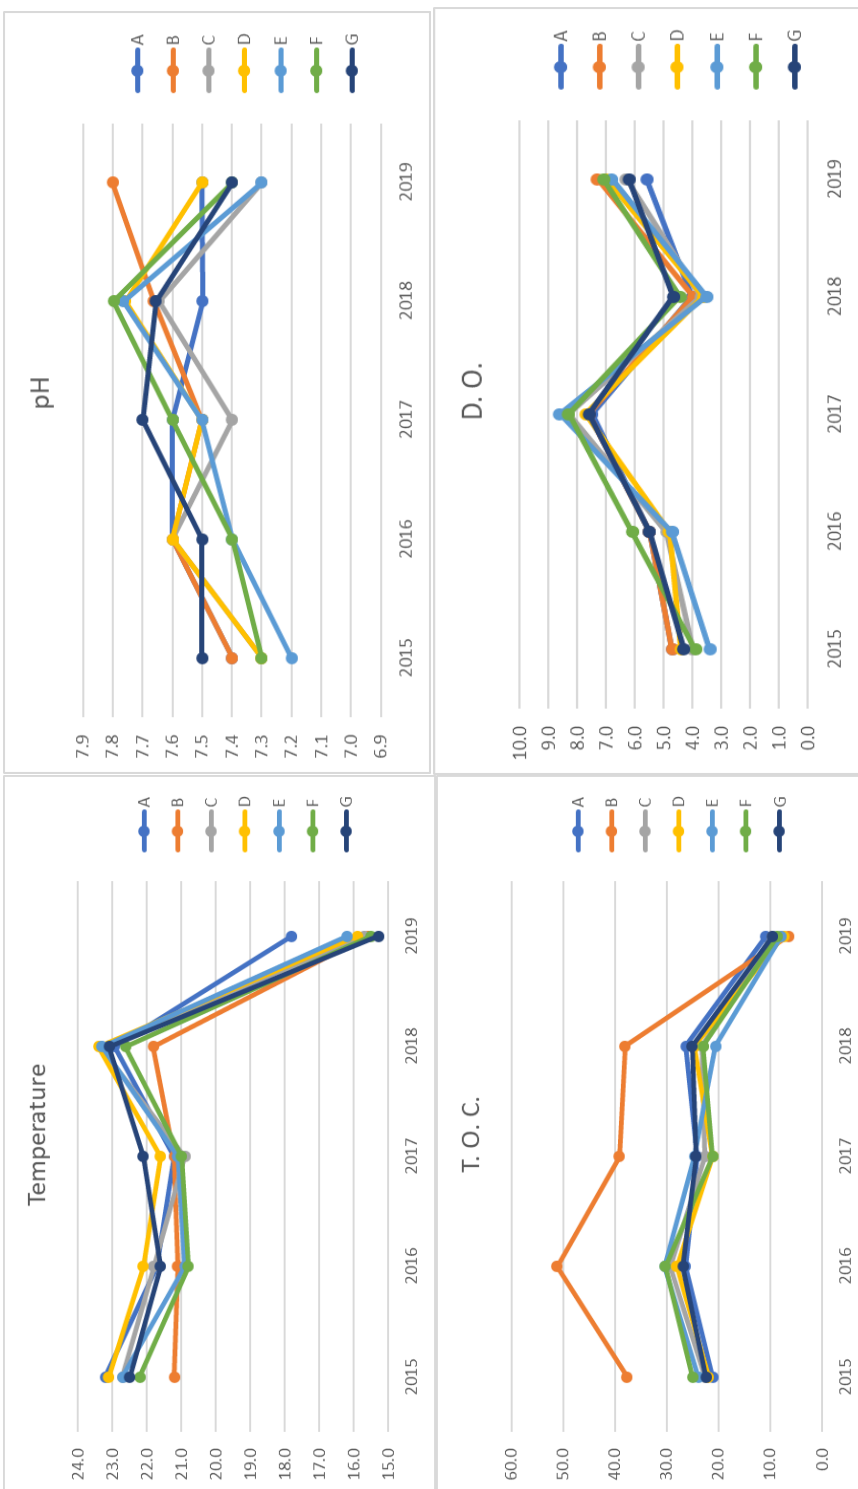 Temperature
24.0
23.0
22.0
21.0
20.0
19.0
18.0
17.0
16.0
15.0
2015
2016
2017
2018
2019
A
B
C
D
E
F
G
pH
7.9
7.8
7.7
7.6
7.5
7.4
7.3
7.2
7.1
7.0
6.9
2015
2016
2017
2018
2019
A
B
C
D
E
F
G
T. O. C.
60.0
50.0
40.0
30.0
20.0
10.0
0.0
2015
2016
2017
2018
2019
A
B
C
D
E
F
G
D. O.
10.0
9.0
8.0
7.0
6.0
5.0
4.0
3.0
2.0
1.0
0.0
2015
2016
2017
2018
2019
A
B
C
D
E
F
G